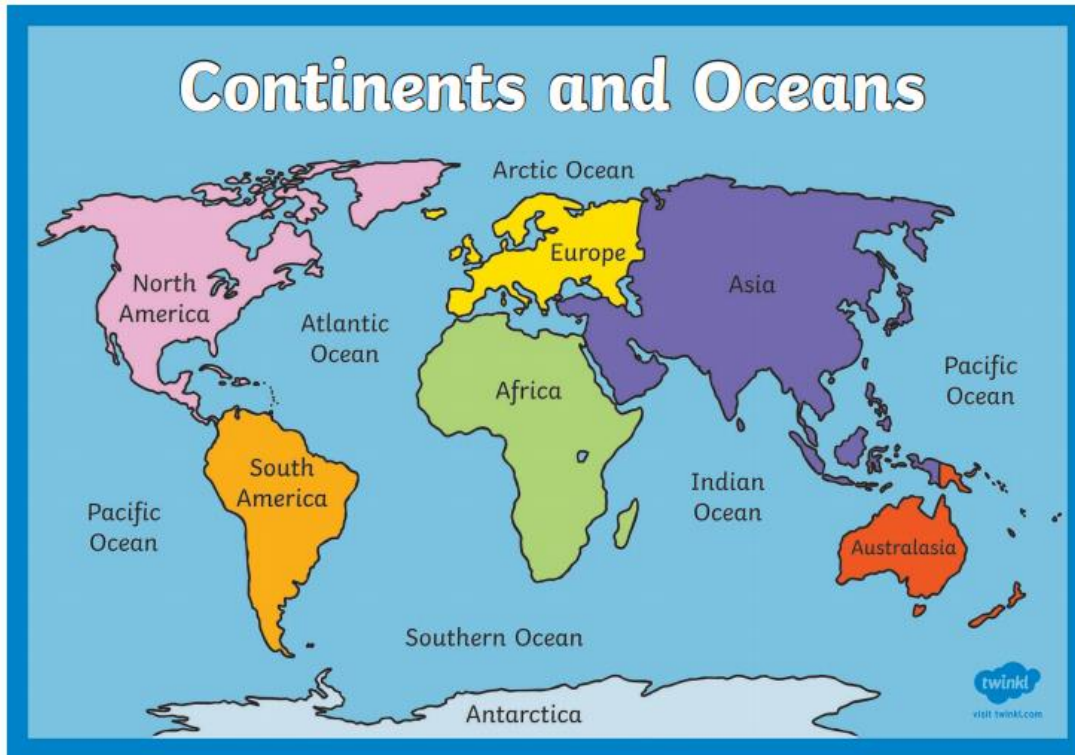 Continents and Oceans
Arctic Ocean
North
America
Europe
Asia
Atlantic
Ocean
Pacific
Ocean
Africa
South
America
Indian
Ocean
Pacific
Ocean
Australasia
Southern Ocean
Antarctica
twinkl
visit twinkl.com